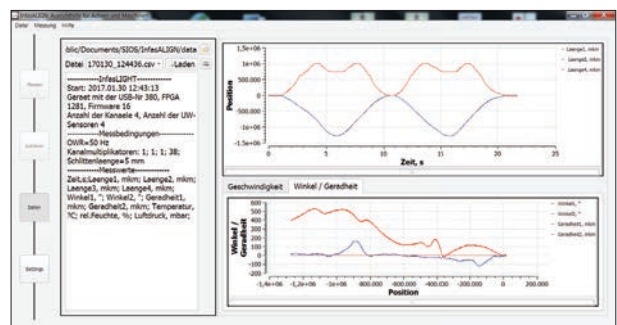 InfasALIGN: Ausrichthilfe für Achsen und Maschinen
Datei Messung Hilfe
blic/Documents/SIOS/InfasALIGN/data
Datei 170130_124436.csv Laden
------------InfasLIGHT------------
Start: 2017.01.30 12:43:13
Geraet mit der USB-Nr 380, FPGA
1281, Firmware 16
Anzahl der Kanaele 4, Anzahl der UW-
Sensoren 4
------------Messbedingungen------------
OWR=50 Hz
Kanalmultiplikatoren: 1; 1; 1; 38;
Schlittenlaenge=5 mm
------------Messwerte------------
Zeit,s;Laenge1, mkm; Laenge2, mkm;
Laenge3, mkm; Laenge4, mkm;
Winkel1, "; Winkel2, "; Geradheit1,
mkm; Geradheit2, mkm; Temperatur,
?C; rel.Feuchte, %; Luftdruck, mbar;
Daten
Settings
Position
1,5e+06
1e+06
500.000
0
-500.000
-1e+06
-1.5e+06
0 5 10 15 20 25
Zeit, s
Laenge1, mkm
Laenge3, mkm
Laenge4, mkm
Geschwindigkeit Winkel / Geradheit
Winkel /
Geradheit
600
500
400
300
200
100
0
-100
-200
-1,4e+06 -1,2e+06 -1e+06 -800.000 -600.000 -400.000 -200.000 0 200.000
Position
Winkel1, "
Winkel2, "
Geradheit1, mkm
Geradheit2, mkm